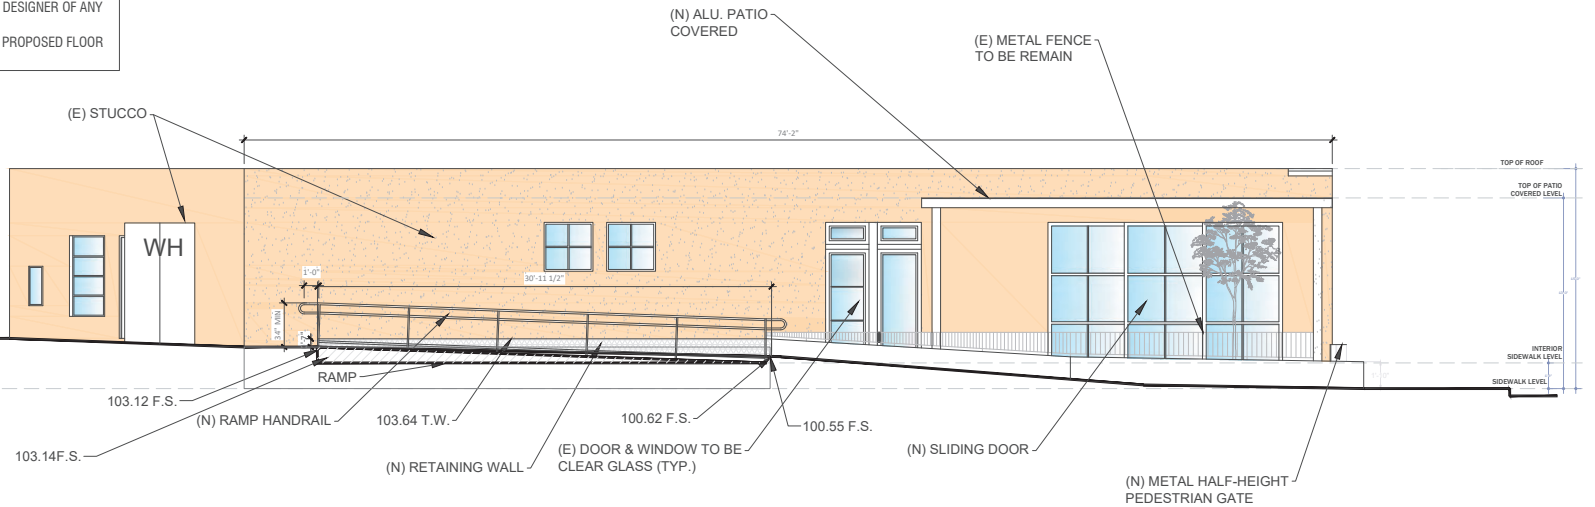 DESIGNER OF ANY
PROPOSED FLOOR
(N) ALU. PATIO
COVERED
(E) METAL FENCE
TO BE REMAIN
(E) STUCCO
74'-2"
TOP OF ROOF
TOP OF PATIO
COVERED LEVEL
WH
1'-0"
30'-11 1/2"
34" MIN
INTERIOR
SIDEWALK LEVEL
SIDEWALK LEVEL
RAMP
103.12 F.S.
(N) RAMP HANDRAIL
103.64 T.W.
100.62 F.S.
100.55 F.S.
103.14F.S.
(N) RETAINING WALL
(E) DOOR & WINDOW TO BE
CLEAR GLASS (TYP.)
(N) SLIDING DOOR
(N) METAL HALF-HEIGHT
PEDESTRIAN GATE